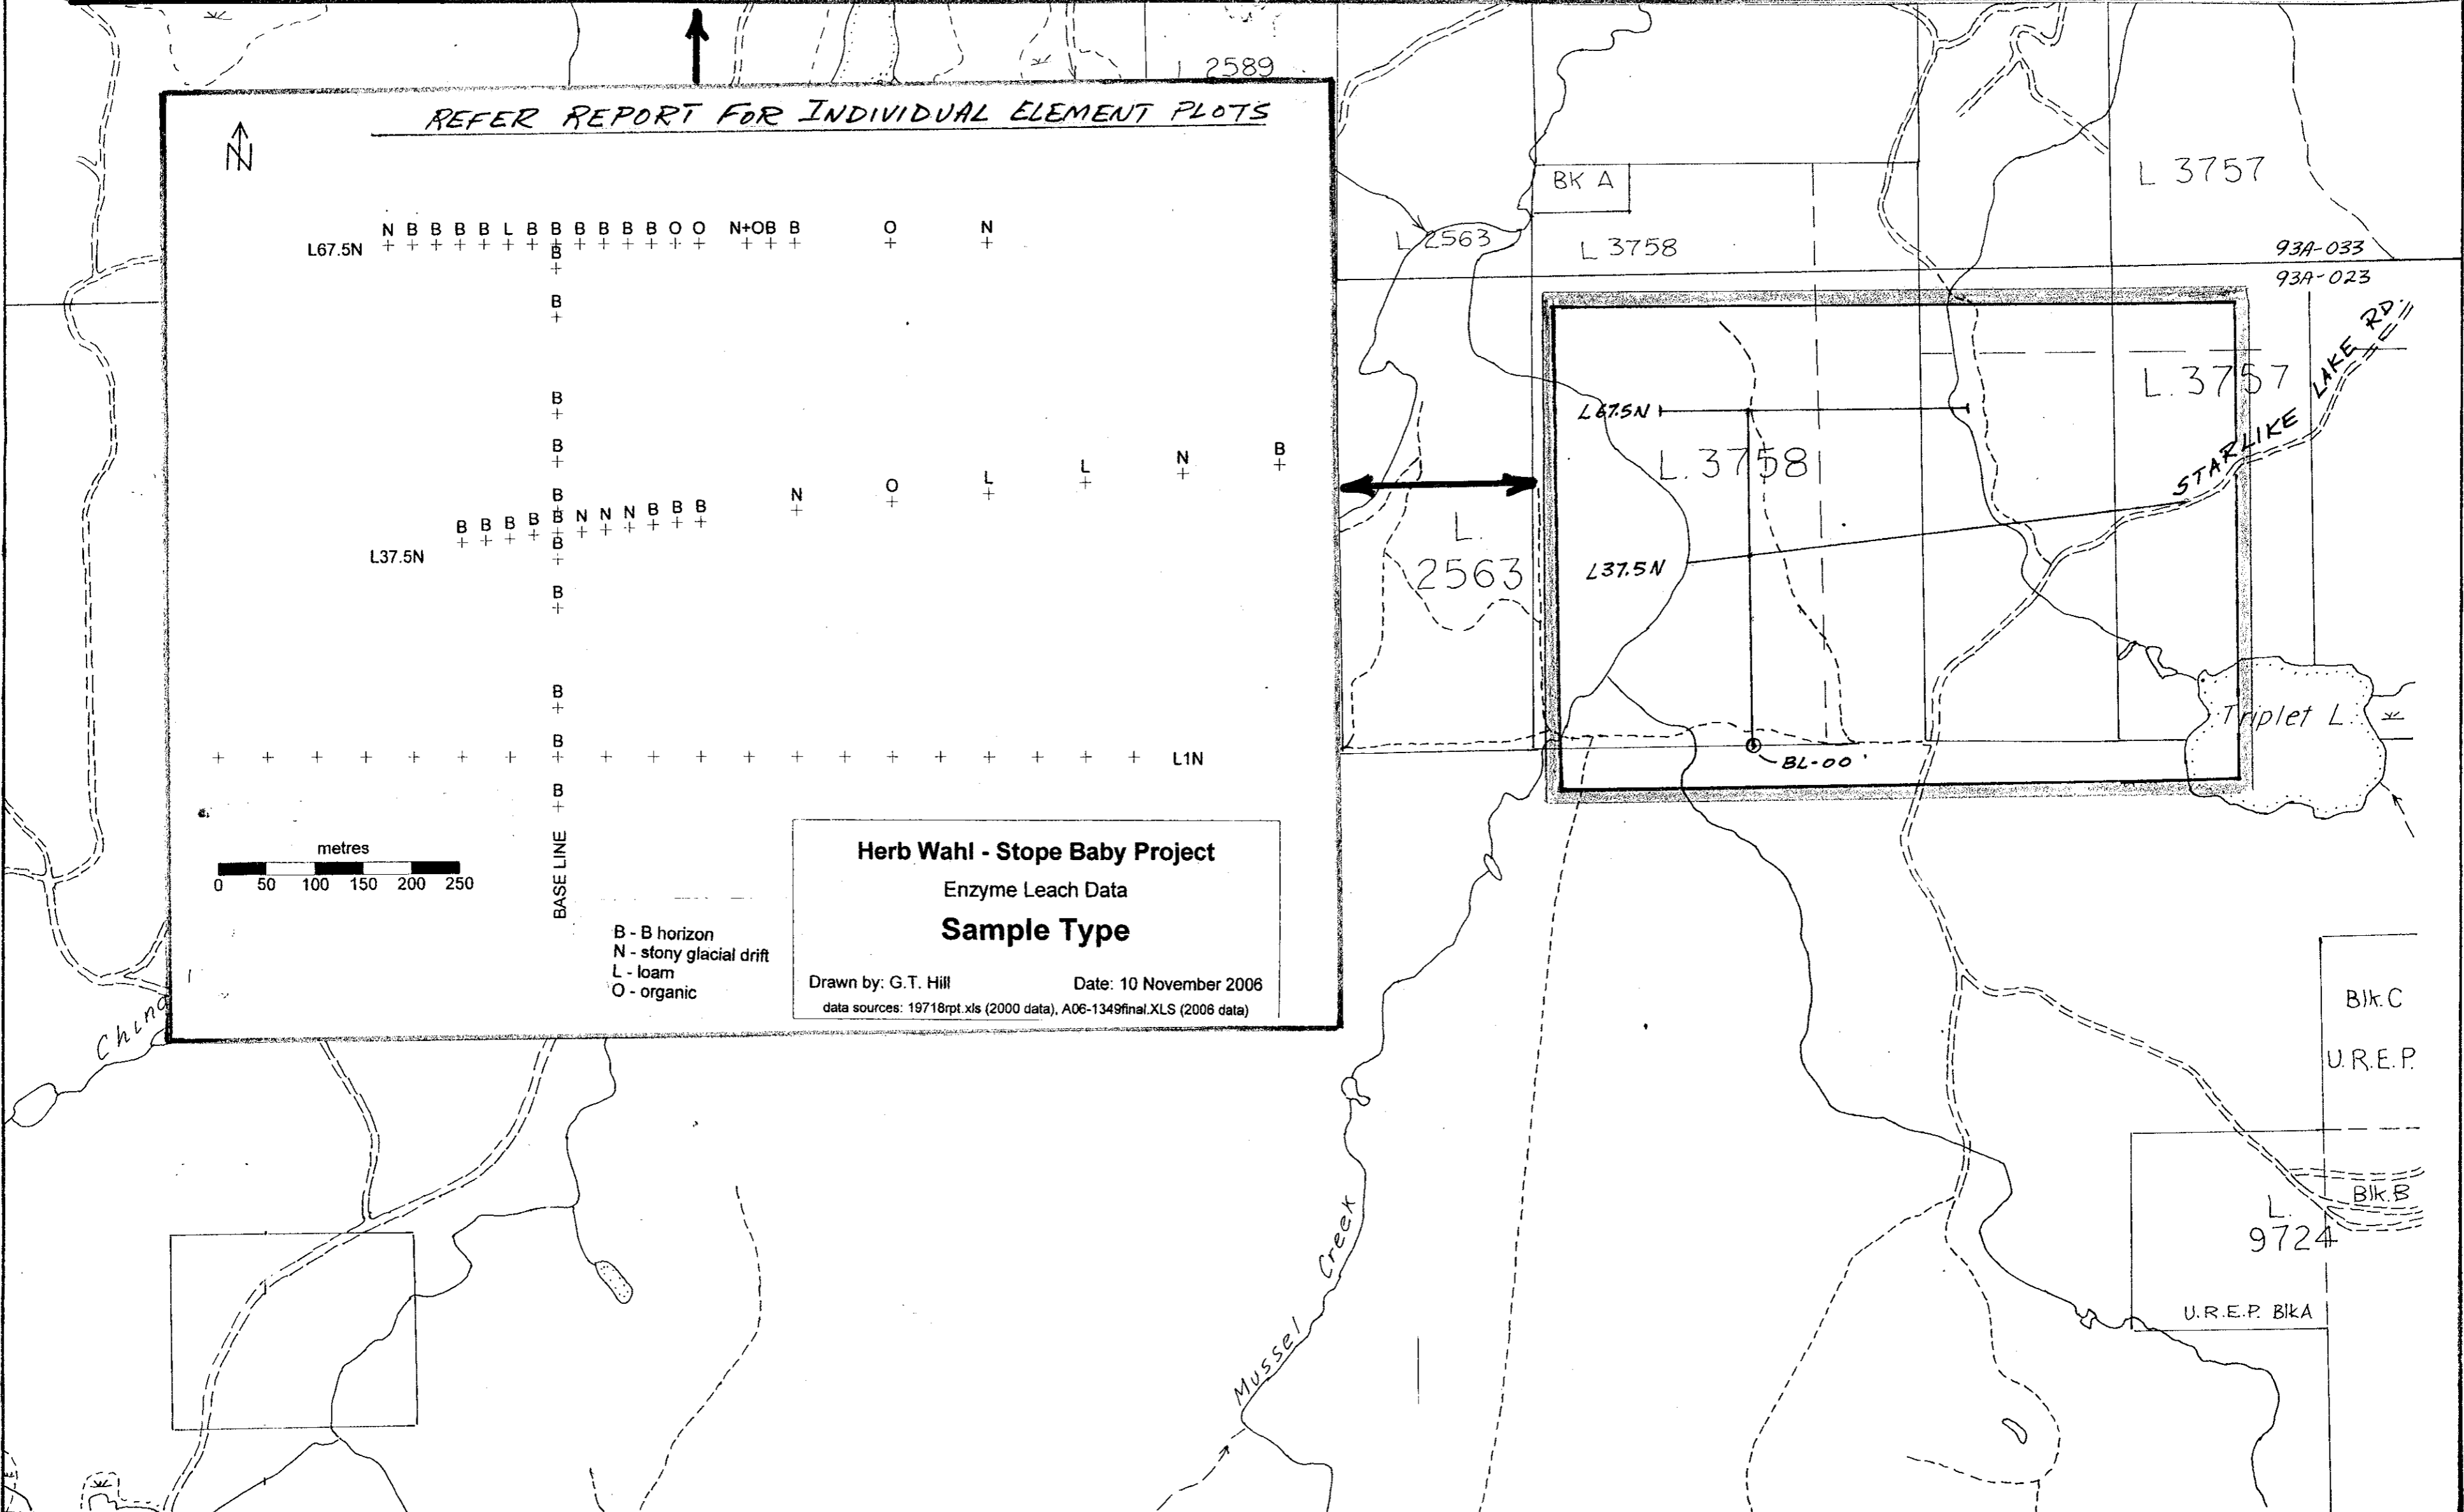 L 2589
REFER REPORT FOR INDIVIDUAL ELEMENT PLOTS
N
L67.5N
N B B B B L B B B B B B O O N+OB B O N
B
B
B
B
B
L37.5N
B B B B B N N N B B B N O L L N B
B
B
B
B
L1N
B
BASE LINE
metres
0 50 100 150 200 250
B - B horizon
N - stony glacial drift
L - loam
O - organic
Herb Wahl - Stope Baby Project
Enzyme Leach Data
Sample Type
Drawn by: G.T. Hill Date: 10 November 2006
data sources: 19718rpt.xls (2000 data), A06-1349final.XLS (2006 data)
BK A
L 3757
L 2563
L 3758
93A-033
93A-023
STARLIKE LAKE RD.
L.3757
L67.5N
L.3758
L.
2563
L37.5N
Triplet L.
BL-00
Mussel Creek
Blk.C
U.R.E.P.
Blk.B
L.
9724
U.R.E.P. BlkA